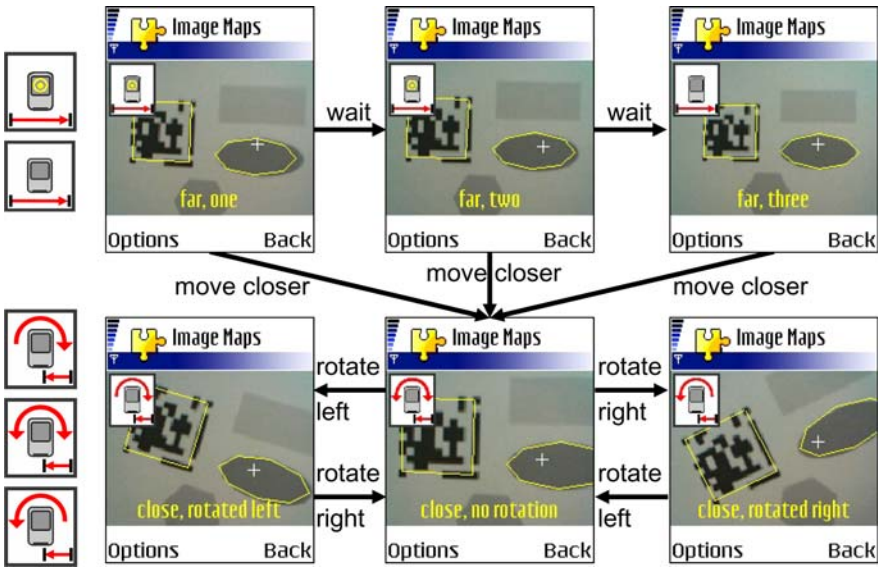 Image Maps
Image Maps
Image Maps
wait
wait
far, one
far, two
far, three
Options Back
Options Back
Options Back
move closer
move closer
move closer
Image Maps
Image Maps
Image Maps
rotate
left
rotate
right
rotate
right
rotate
left
close, rotated left
close, no rotation
close, rotated right
Options Back
Options Back
Options Back